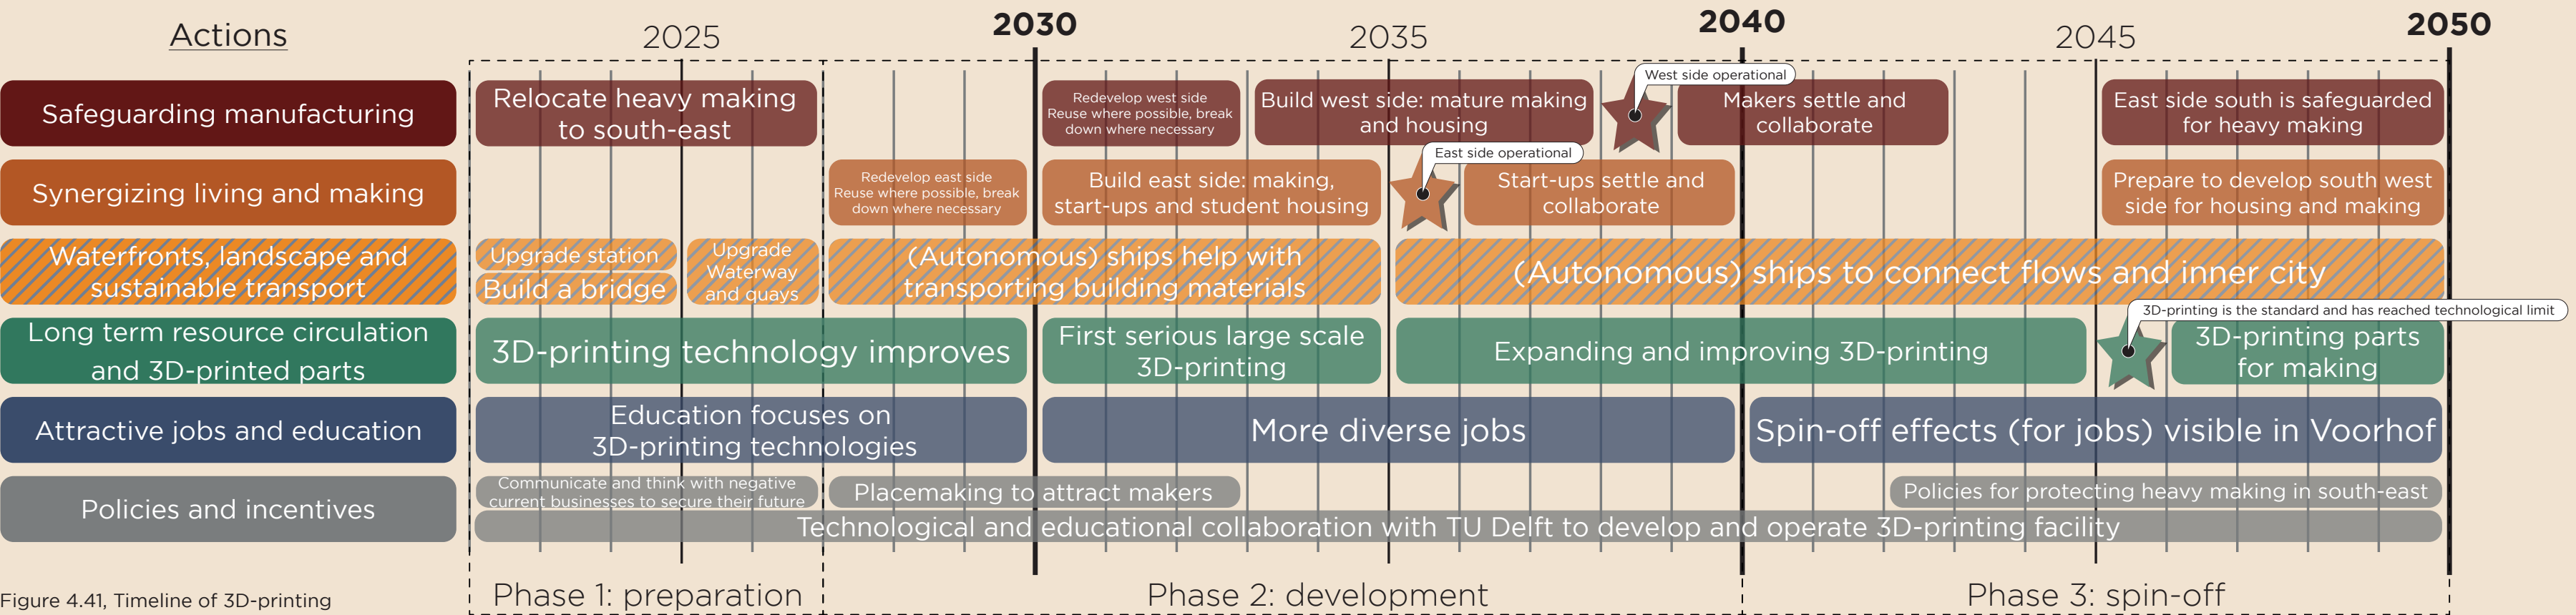 Actions
2025
2030
2035
2040
2045
2050
Safeguarding manufacturing
Relocate heavy making
to south-east
Redevelop west side
Reuse where possible, break
down where necessary
Build west side: mature making
and housing
West side operational
Makers settle and
collaborate
East side south is safeguarded
for heavy making
Synergizing living and making
Redevelop east side
Reuse where possible, break
down where necessary
Build east side: making,
start-ups and student housing
East side operational
Start-ups settle and
collaborate
Prepare to develop south west
side for housing and making
Waterfronts, landscape and
sustainable transport
Upgrade station
Build a bridge
Upgrade
Waterway
and quays
(Autonomous) ships help with
transporting building materials
(Autonomous) ships to connect flows and inner city
Long term resource circulation
and 3D-printed parts
3D-printing technology improves
First serious large scale
3D-printing
Expanding and improving 3D-printing
3D-printing is the standard and has reached technological limit
3D-printing parts
for making
Attractive jobs and education
Education focuses on
3D-printing technologies
More diverse jobs
Spin-off effects (for jobs) visible in Voorhof
Policies and incentives
Communicate and think with negative
current businesses to secure their future
Placemaking to attract makers
Policies for protecting heavy making in south-east
Technological and educational collaboration with TU Delft to develop and operate 3D-printing facility
Phase 1: preparation
Phase 2: development
Phase 3: spin-off
Figure 4.41, Timeline of 3D-printing